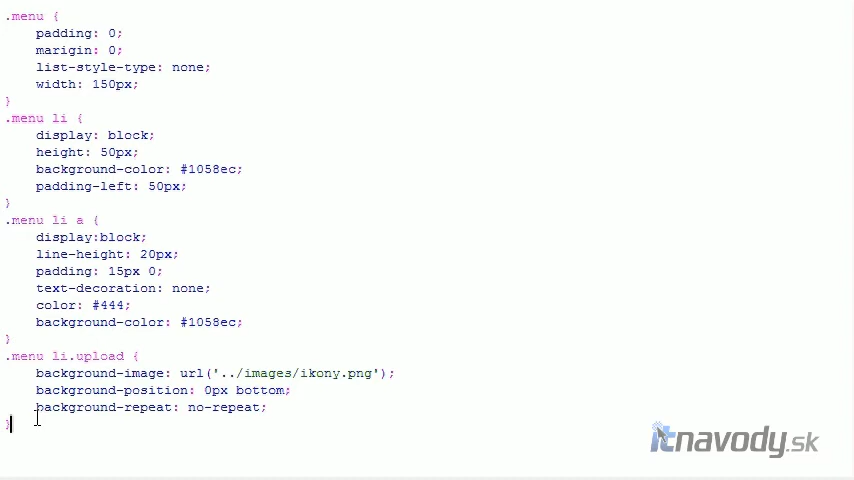 .menu {
padding: 0;
marigin: 0;
list-style-type: none;
width: 150px;
}
.menu li {
display: block;
height: 50px;
background-color: #1058ec;
padding-left: 50px;
}
.menu li a {
display:block;
line-height: 20px;
padding: 15px 0;
text-decoration: none;
color: #444;
background-color: #1058ec;
}
.menu li.upload {
background-image: url('../images/ikony.png');
background-position: 0px bottom;
background-repeat: no-repeat;
}
itnavody.sk